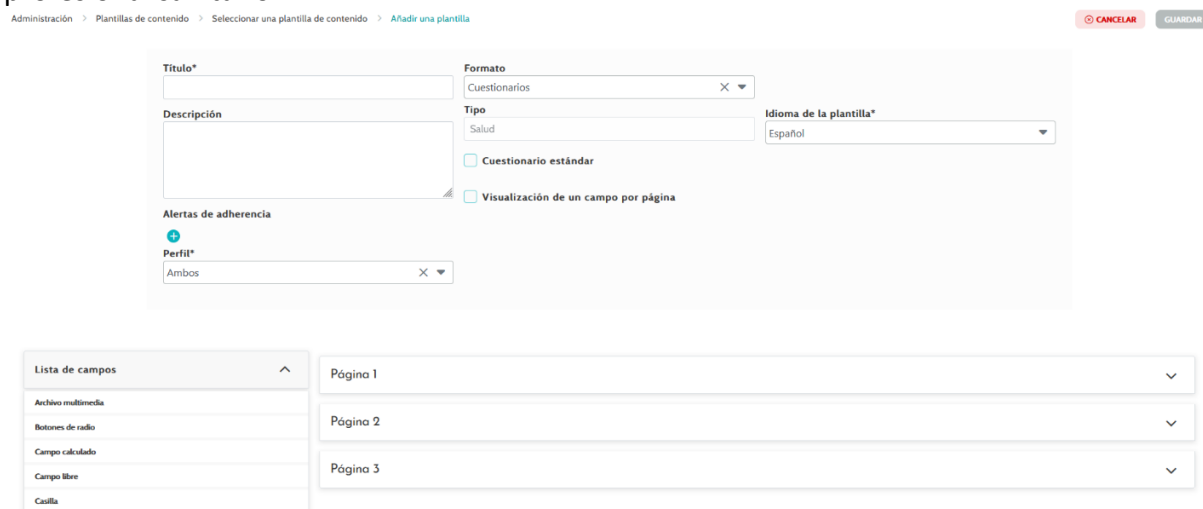 Administración > Plantillas de contenido > Seleccionar una plantilla de contenido > Añadir una plantilla
CANCELAR
GUARDAR
Título*
Formato
Cuestionarios
Descripción
Tipo
Salud
Idioma de la plantilla*
Español
Cuestionario estándar
Visualización de un campo por página
Alertas de adherencia
Perfil*
Ambos
Lista de campos
Archivo multimedia
Botones de radio
Campo calculado
Campo libre
Casilla
Página 1
Página 2
Página 3